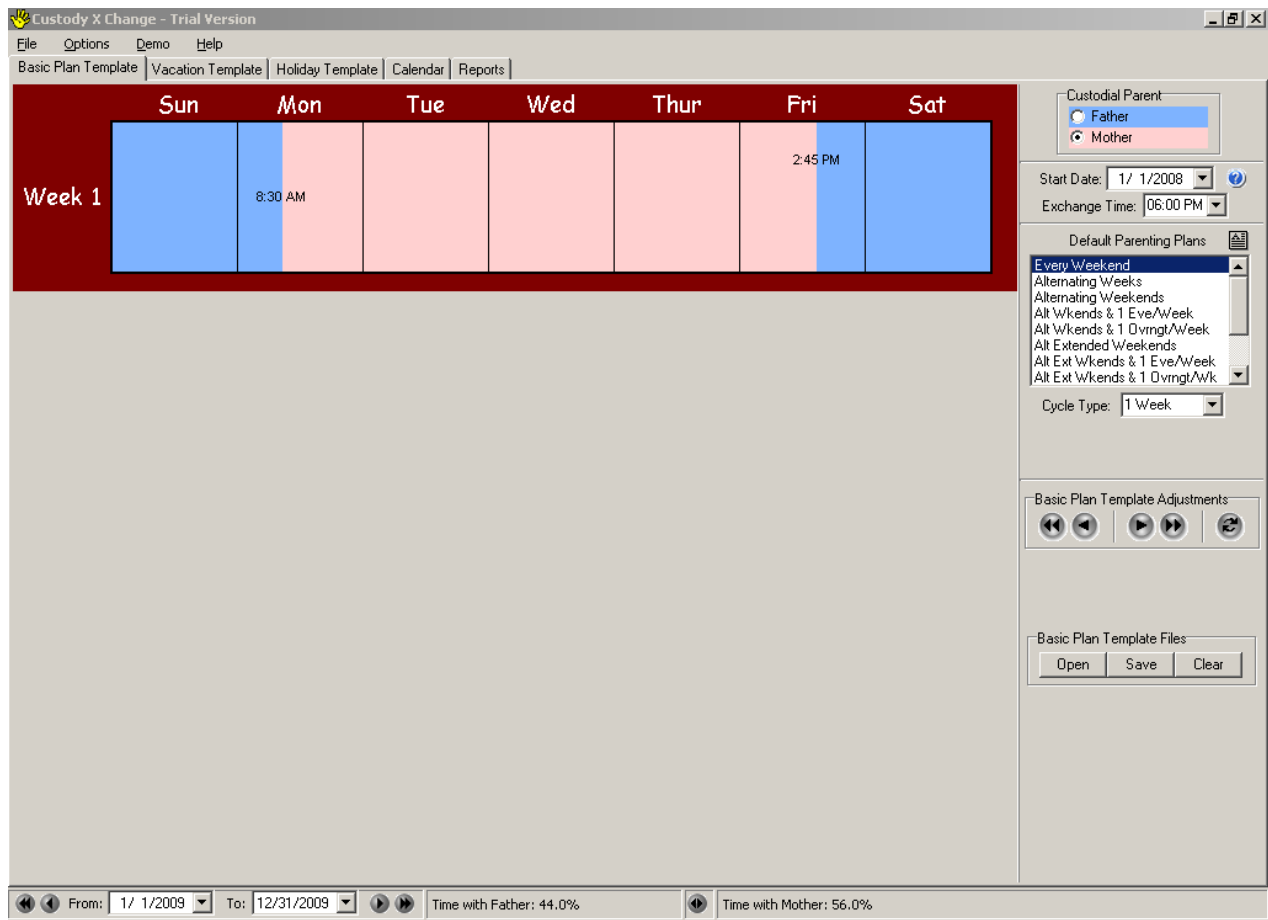 Custody X Change - Trial Version
File Options Demo Help
Basic Plan Template Vacation Template Holiday Template Calendar Reports
Sun Mon Tue Wed Thur Fri Sat
Week 1
8:30 AM
2:45 PM
Custodial Parent
Father
Mother
Start Date: 1/ 1/2008
Exchange Time: 06:00 PM
Default Parenting Plans
Every Weekend
Alternating Weeks
Alternating Weekends
Alt Wkends & 1 Eve/Week
Alt Wkends & 1 Ovrngt/Week
Alt Extended Weekends
Alt Ext Wkends & 1 Eve/Week
Alt Ext Wkends & 1 Ovrngt/Wk
Cycle Type: 1 Week
Basic Plan Template Adjustments
Basic Plan Template Files
Open Save Clear
From: 1/ 1/2009 To: 12/31/2009 Time with Father: 44.0% Time with Mother: 56.0%